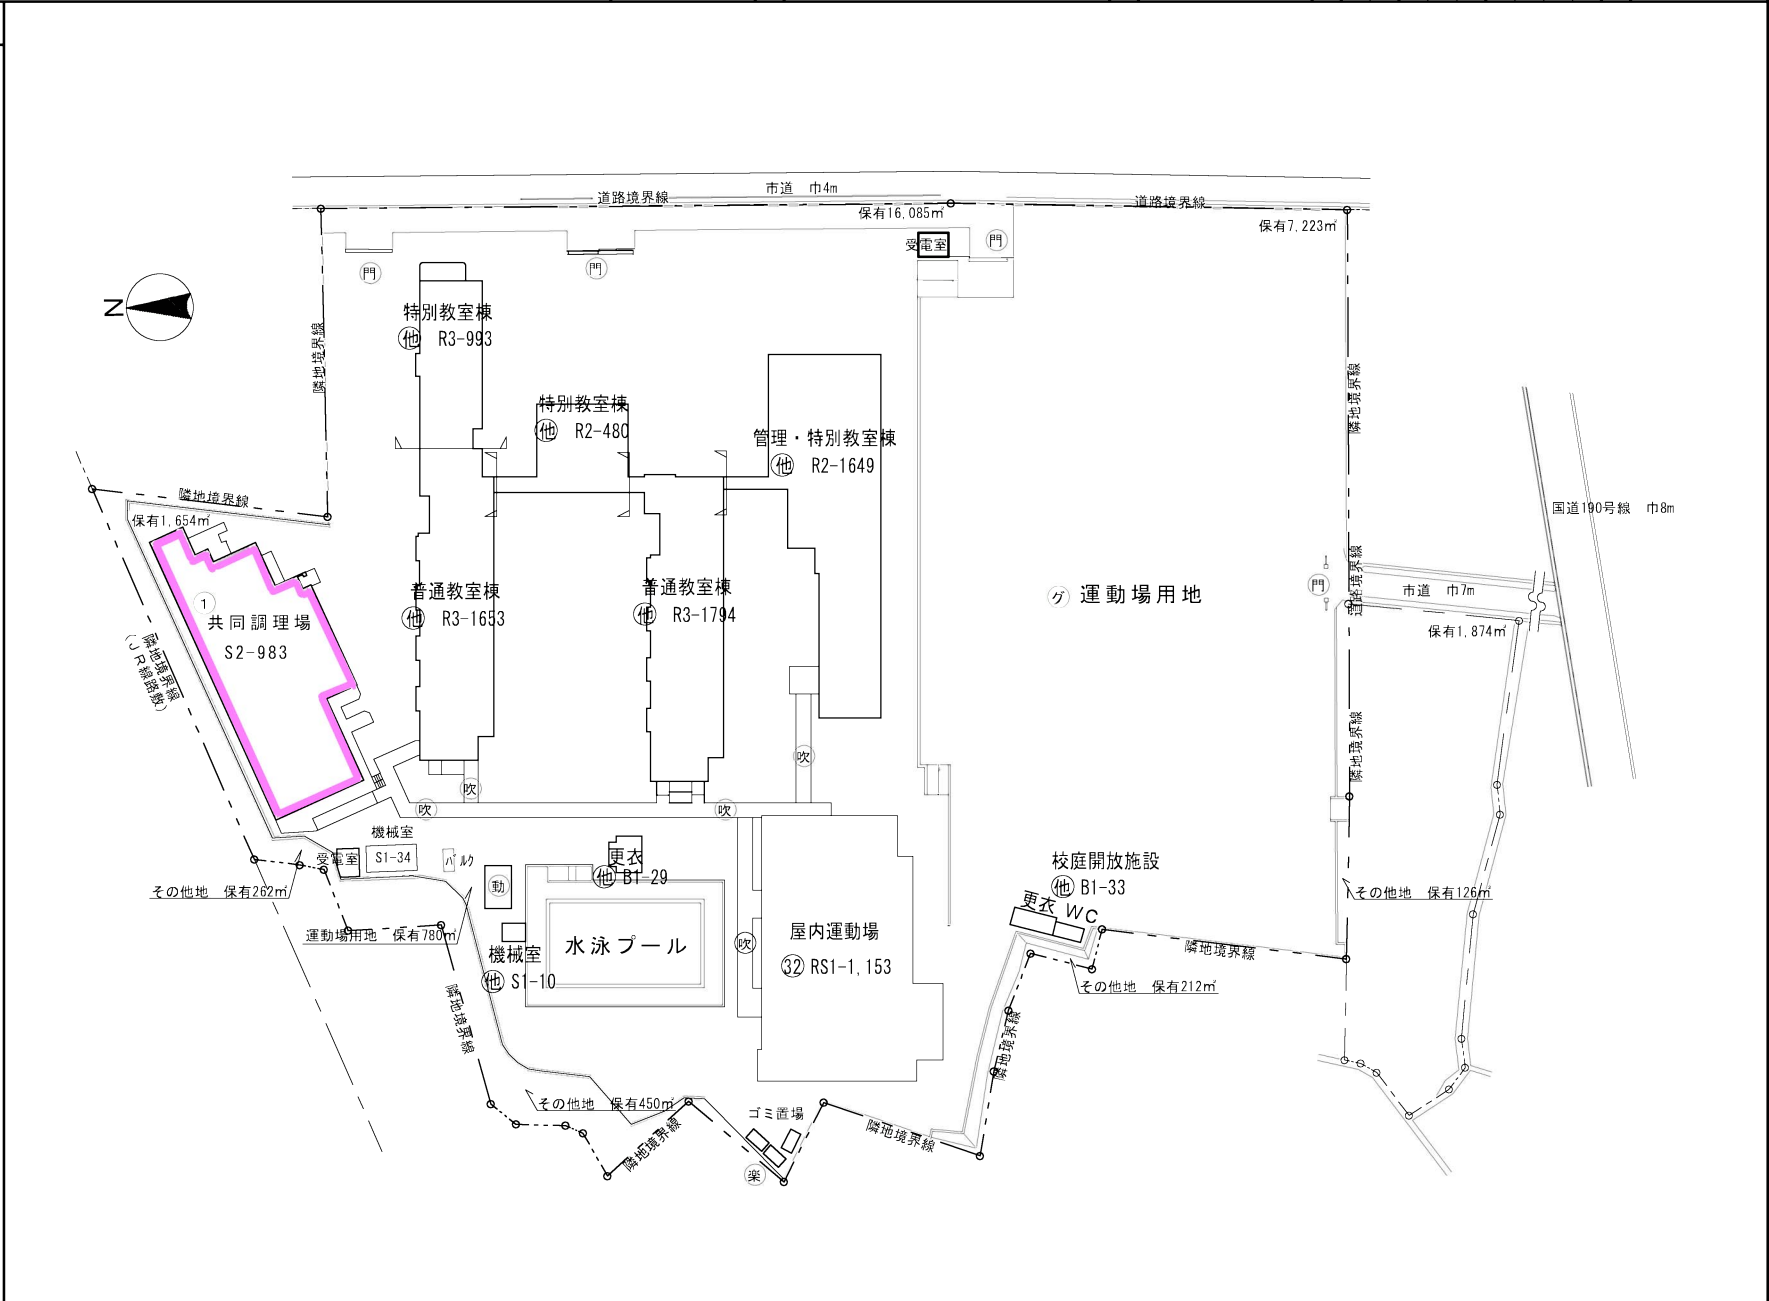 市道　巾4m
道路境界線
道路境界線
保有16,085㎡
保有7,223㎡
受電室
門
門
門
N
隣地境界線
特別教室棟
他 R3-993
特別教室棟
他 R2-480
管理・特別教室棟
他 R2-1649
隣地境界線
隣地境界線
保有1,654㎡
国道190号線　巾8m
1
共同調理場
S2-983
普通教室棟
他 R3-1653
普通教室棟
他 R3-1794
グ 運動場用地
門
道路境界線
市道　巾7m
保有1,874㎡
隣地境界線
(JR線路敷)
隣地境界線
吹
吹
吹
吹
機械室
S1-34
受電室
バルク
その他地　保有262㎡
運動場用地　保有780㎡
動
更衣
他 B1-29
機械室
他 S1-10
水泳プール
吹
屋内運動場
32 RS1-1,153
校庭開放施設
他 B1-33
更衣 WC
その他地　保有126㎡
隣地境界線
その他地　保有212㎡
隣地境界線
隣地境界線
その他地　保有450㎡
隣地境界線
ゴミ置場
楽
隣地境界線